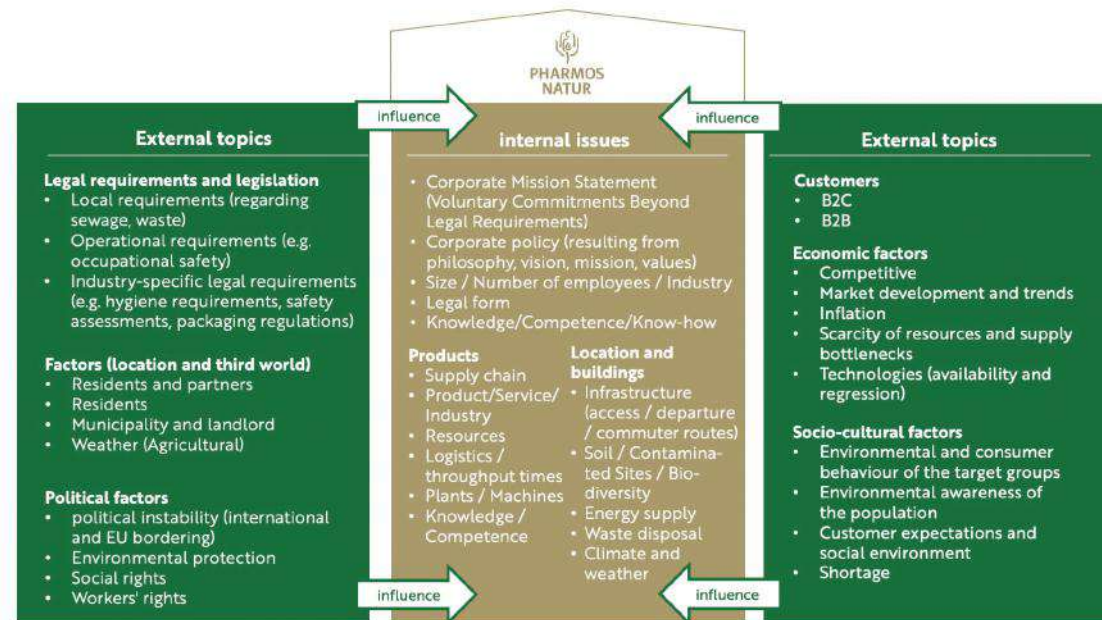 PHARMOS
NATUR
influence
influence
External topics
Legal requirements and legislation
• Local requirements (regarding
sewage, waste)
• Operational requirements (e.g.
occupational safety)
• Industry-specific legal requirements
(e.g. hygiene requirements, safety
assessments, packaging regulations)
Factors (location and third world)
• Residents and partners
• Residents
• Municipality and landlord
• Weather (Agricultural)
Political factors
• political instability (international
and EU bordering)
• Environmental protection
• Social rights
• Workers' rights
internal issues
• Corporate Mission Statement
(Voluntary Commitments Beyond
Legal Requirements)
• Corporate policy (resulting from
philosophy, vision, mission, values)
• Size / Number of employees / Industry
• Legal form
• Knowledge/Competence/Know-how
Products
• Supply chain
• Product/Service/
Industry
• Resources
• Logistics /
throughput times
• Plants / Machines
• Knowledge /
Competence
Location and
buildings
• Infrastructure
(access / departure
/ commuter routes)
• Soil / Contamina-
ted Sites / Bio-
diversity
• Energy supply
• Waste disposal
• Climate and
weather
External topics
Customers
• B2C
• B2B
Economic factors
• Competitive
• Market development and trends
• Inflation
• Scarcity of resources and supply
bottlenecks
• Technologies (availability and
regression)
Socio-cultural factors
• Environmental and consumer
behaviour of the target groups
• Environmental awareness of
the population
• Customer expectations and
social environment
• Shortage
influence
influence